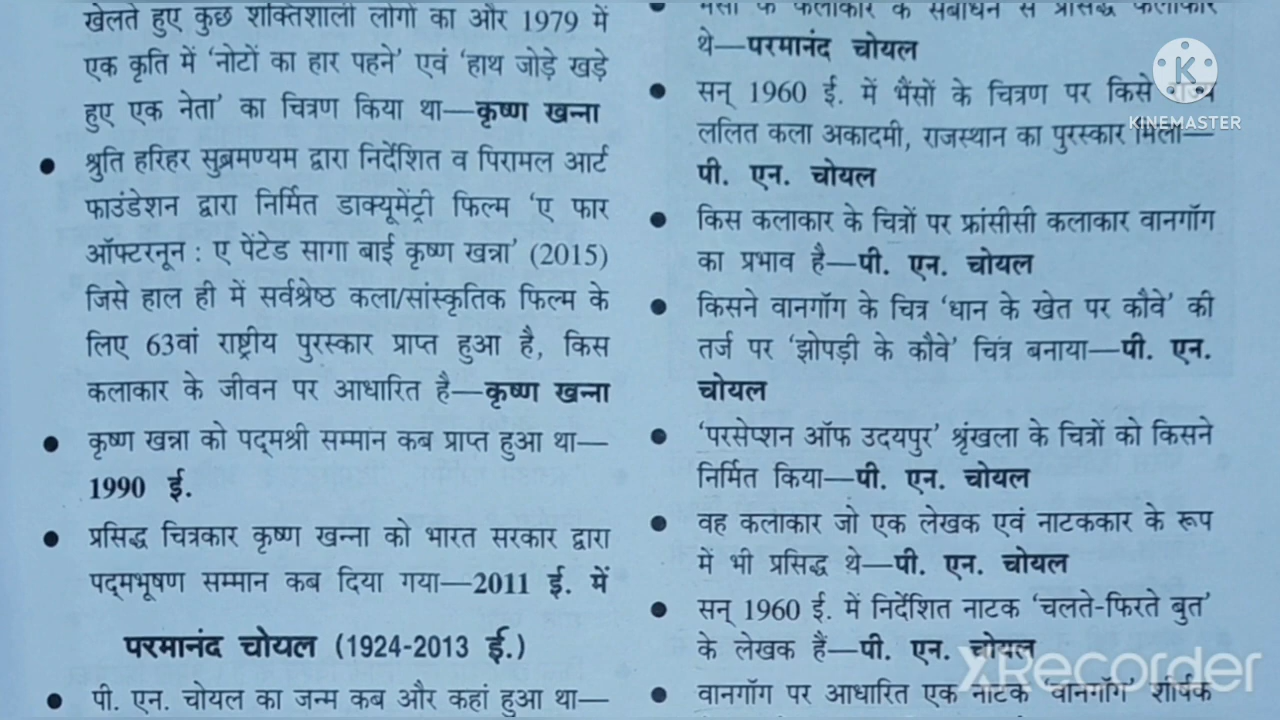 खेलते हुए कुछ शक्तिशाली लोगों का और 1979 में
एक कृति में ‘नोटों का हार पहने’ एवं ‘हाथ जोड़े खड़े
हुए एक नेता’ का चित्रण किया था—कृष्ण खन्ना
● श्रुति हरिहर सुब्रमण्यम द्वारा निर्देशित व पिरामल आर्ट
फाउंडेशन द्वारा निर्मित डाक्यूमेंट्री फिल्म ‘ए फार
ऑफ्टरनून : ए पेंटेड सागा बाई कृष्ण खन्ना’ (2015)
जिसे हाल ही में सर्वश्रेष्ठ कला/सांस्कृतिक फिल्म के
लिए 63वां राष्ट्रीय पुरस्कार प्राप्त हुआ है, किस
कलाकार के जीवन पर आधारित है—कृष्ण खन्ना
● कृष्ण खन्ना को पद्मश्री सम्मान कब प्राप्त हुआ था—
1990 ई.
● प्रसिद्ध चित्रकार कृष्ण खन्ना को भारत सरकार द्वारा
पद्मभूषण सम्मान कब दिया गया—2011 ई. में
परमानंद चोयल (1924-2013 ई.)
● पी. एन. चोयल का जन्म कब और कहां हुआ था—
● भैंसों के कलाकार के संबोधन से प्रसिद्ध कलाकार
थे—परमानंद चोयल
● सन् 1960 ई. में भैंसों के चित्रण पर किसे राज्य
ललित कला अकादमी, राजस्थान का पुरस्कार मिला—
पी. एन. चोयल
● किस कलाकार के चित्रों पर फ्रांसीसी कलाकार वानगॉग
का प्रभाव है—पी. एन. चोयल
● किसने वानगॉग के चित्र ‘धान के खेत पर कौवे’ की
तर्ज पर ‘झोपड़ी के कौवे’ चित्र बनाया—पी. एन.
चोयल
● ‘परसेप्शन ऑफ उदयपुर’ श्रृंखला के चित्रों को किसने
निर्मित किया—पी. एन. चोयल
● वह कलाकार जो एक लेखक एवं नाटककार के रूप
में भी प्रसिद्ध थे—पी. एन. चोयल
● सन् 1960 ई. में निर्देशित नाटक ‘चलते-फिरते बुत’
के लेखक हैं—पी. एन. चोयल
● वानगॉग पर आधारित एक नाटक ‘वानगॉग’ शीर्षक
K
KINEMASTER
XRecorder